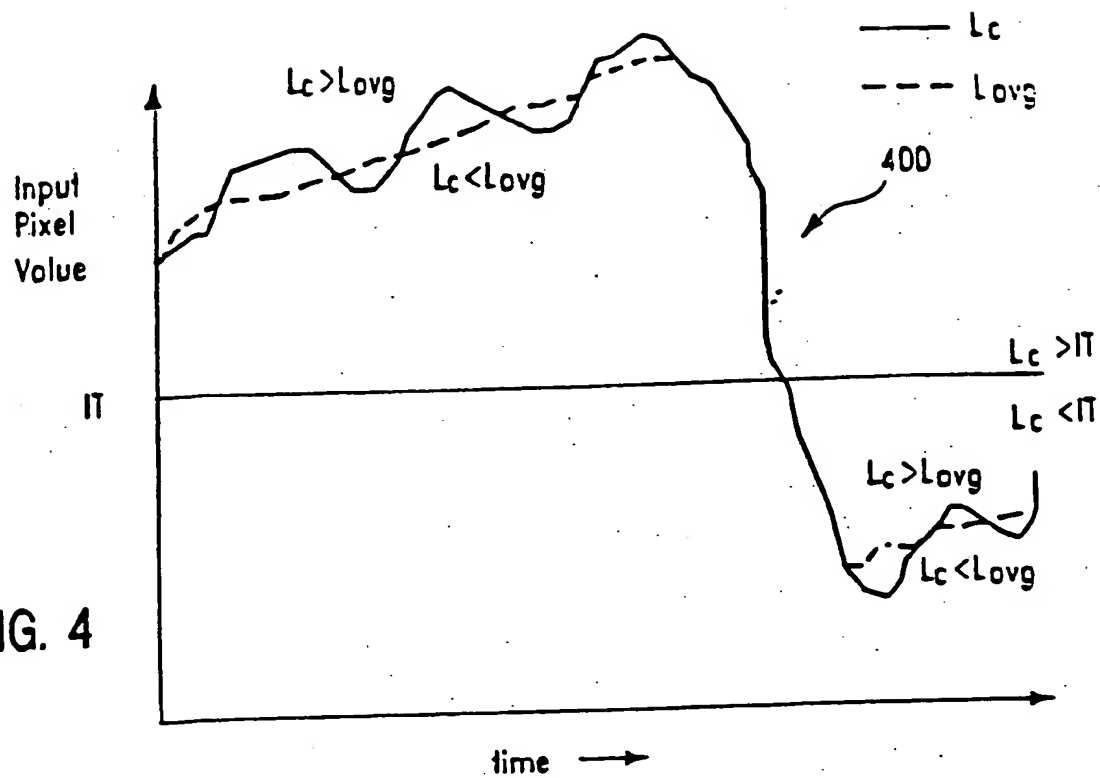 Lc
Lc>Lavg
Lavg
400
Input
Pixel
Value
Lc<Lavg
Lc >IT
IT
Lc <IT
Lc>Lavg
Lc<Lavg
IG. 4
time